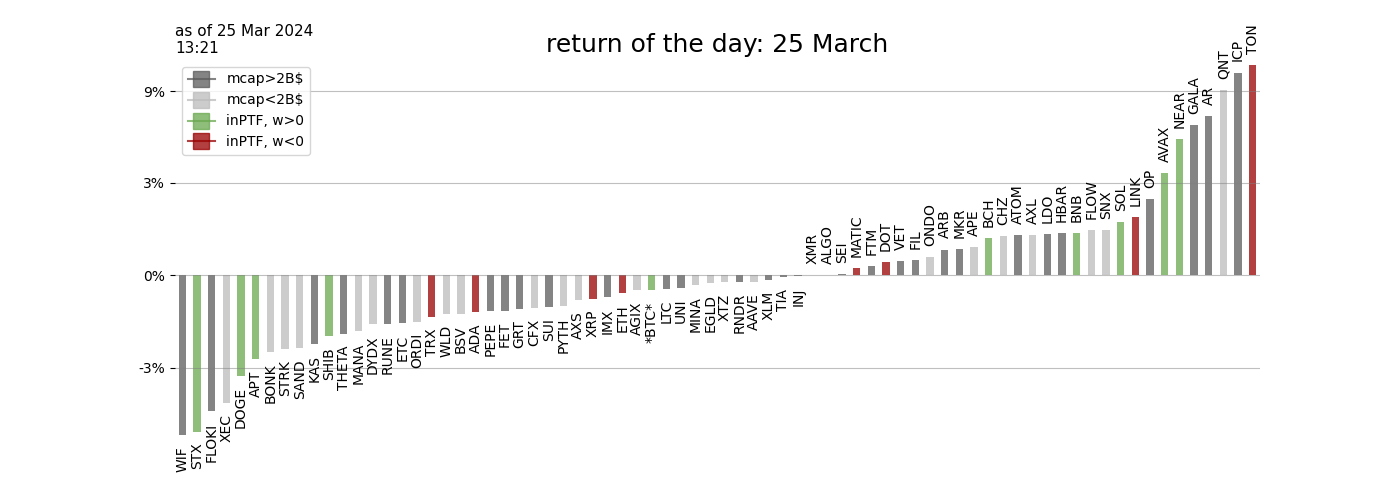 as of 25 Mar 2024
13:21
return of the day: 25 March
mcap>2B$
mcap<2B$
inPTF, w>0
inPTF, w<0
9%
3%
0%
-3%
WIF
STX
FLOKI
XEC
DOGE
APT
BONK
STRK
SAND
KAS
SHIB
THETA
MANA
DYDX
RUNE
ETC
ORDI
TRX
WLD
BSV
ADA
PEPE
FET
GRT
CFX
SUI
PYTH
AXS
XRP
IMX
ETH
AGIX
*BTC*
LTC
UNI
MINA
EGLD
XTZ
RNDR
AAVE
XLM
TIA
INJ
XMR
ALGO
SEI
MATIC
FTM
DOT
VET
FIL
ONDO
ARB
MKR
APE
BCH
CHZ
ATOM
AXL
LDO
HBAR
BNB
FLOW
SNX
SOL
LINK
OP
AVAX
NEAR
GALA
AR
QNT
ICP
TON